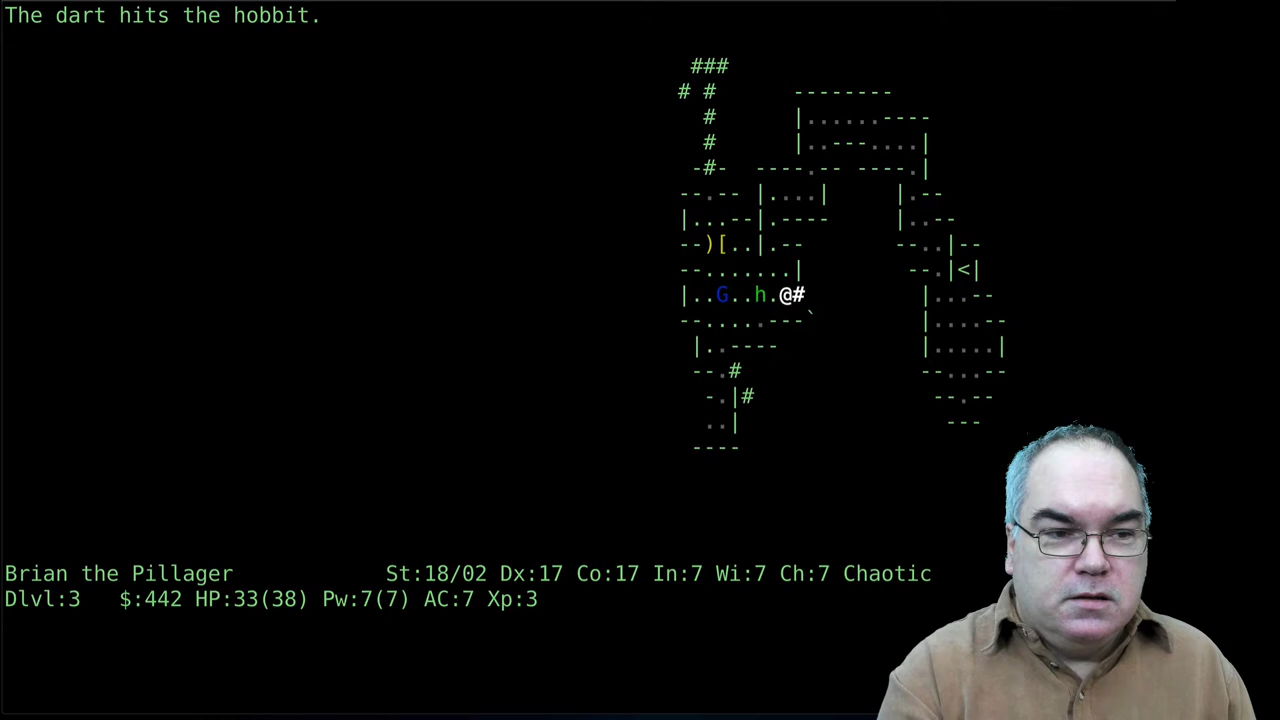 The dart hits the hobbit.
###
# #        --------
#       |......----
#       |..---....|
-#-  ----.-- ----.|
--.-- |....|      |.--
|...--|.----      |..--
--)[..|.--        --..|--
--.......|         --.|<|
|..G..h.@#          |...--
--.....---`         |....--
|..----            |.....|
--.#              --...--
-.|#              --.--
..|                ---
----
Brian the Pillager            St:18/02 Dx:17 Co:17 In:7 Wi:7 Ch:7 Chaotic
Dlvl:3   $:442 HP:33(38) Pw:7(7) AC:7 Xp:3